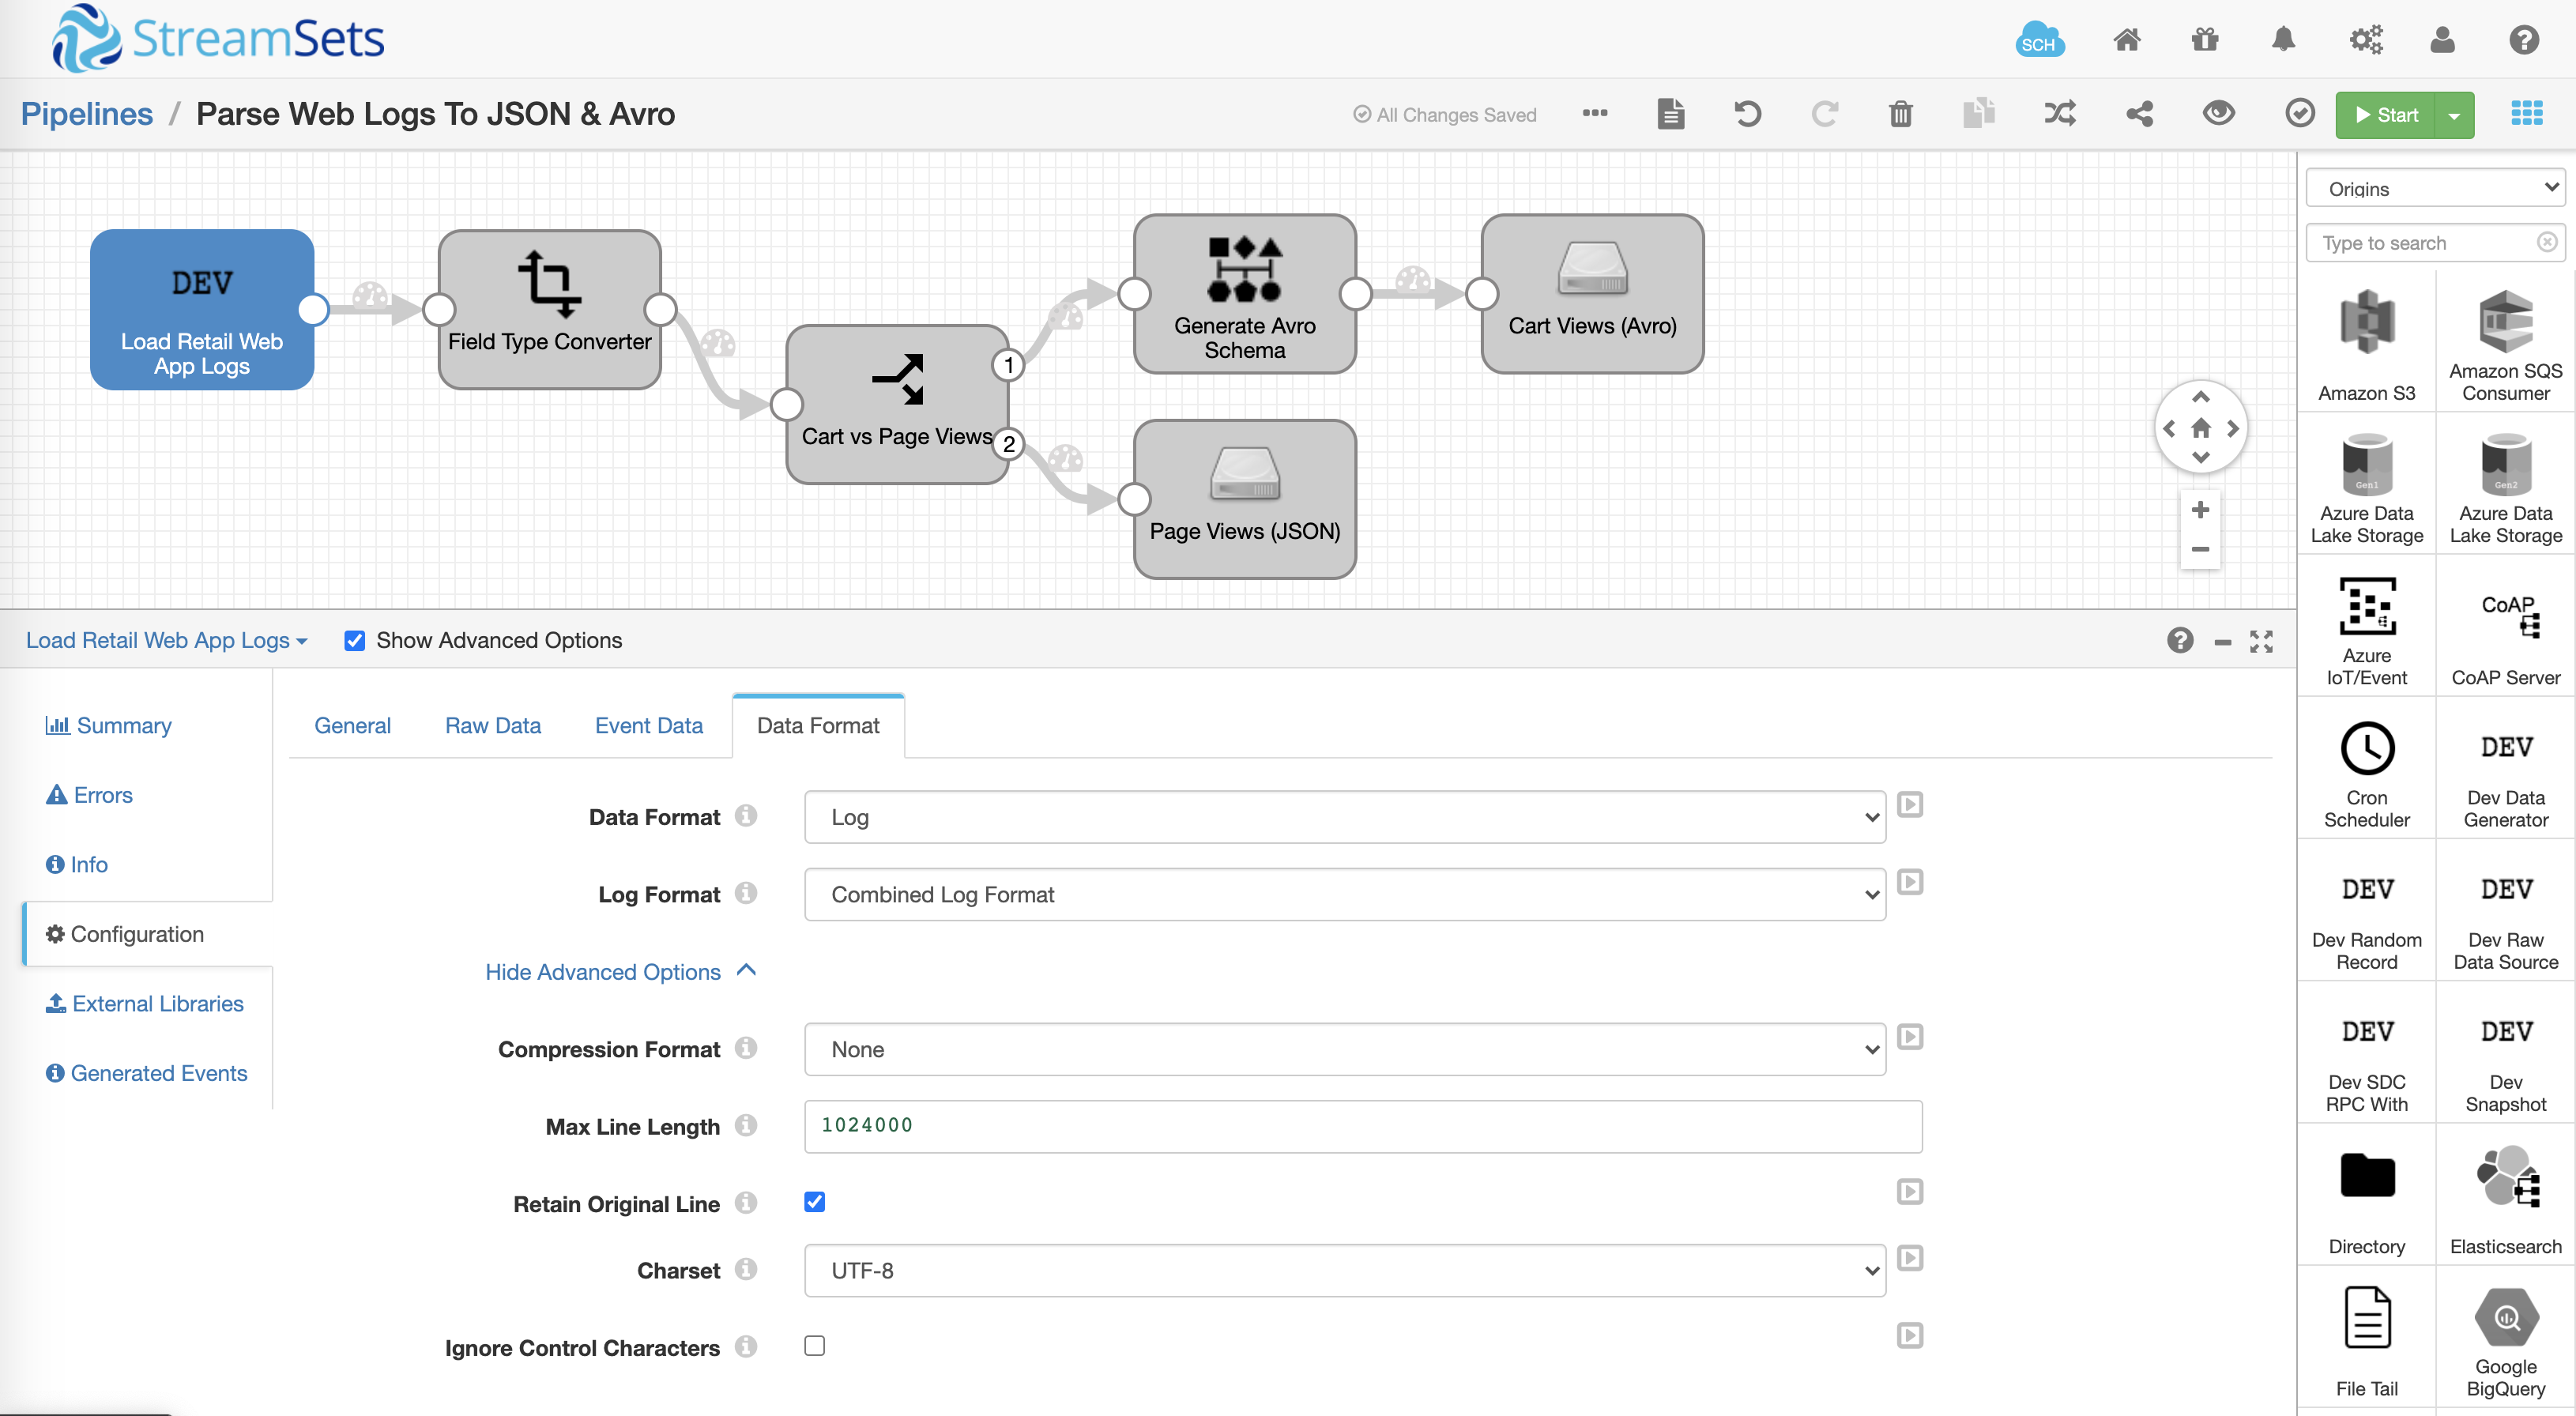 StreamSets
SCH
Pipelines / Parse Web Logs To JSON & Avro
All Changes Saved
Start
DEV
Load Retail Web
App Logs
Field Type Converter
Cart vs Page Views
1
2
Generate Avro
Schema
Cart Views (Avro)
Page Views (JSON)
Origins
Type to search
Amazon S3
Amazon SQS
Consumer
Gen1
Azure Data
Lake Storage
Gen2
Azure Data
Lake Storage
Azure
IoT/Event
CoAP
CoAP Server
Cron
Scheduler
DEV
Dev Data
Generator
DEV
Dev Random
Record
DEV
Dev Raw
Data Source
DEV
Dev SDC
RPC With
DEV
Dev
Snapshot
Directory
Elasticsearch
File Tail
Google
BigQuery
Load Retail Web App Logs
Show Advanced Options
Summary
Errors
Info
Configuration
External Libraries
Generated Events
General
Raw Data
Event Data
Data Format
Data Format
Log
Log Format
Combined Log Format
Hide Advanced Options
Compression Format
None
Max Line Length
1024000
Retain Original Line
Charset
UTF-8
Ignore Control Characters